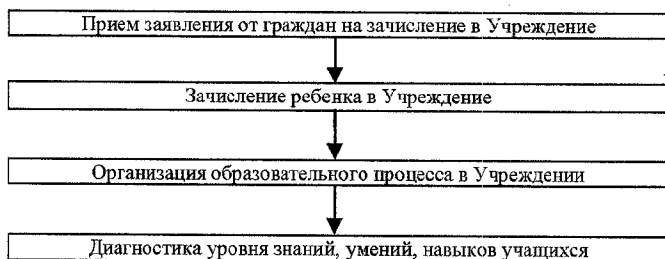 Прием заявления от граждан на зачисление в Учреждение
Зачисление ребенка в Учреждение
Организация образовательного процесса в Учреждении
Диагностика уровня знаний, умений, навыков учащихся